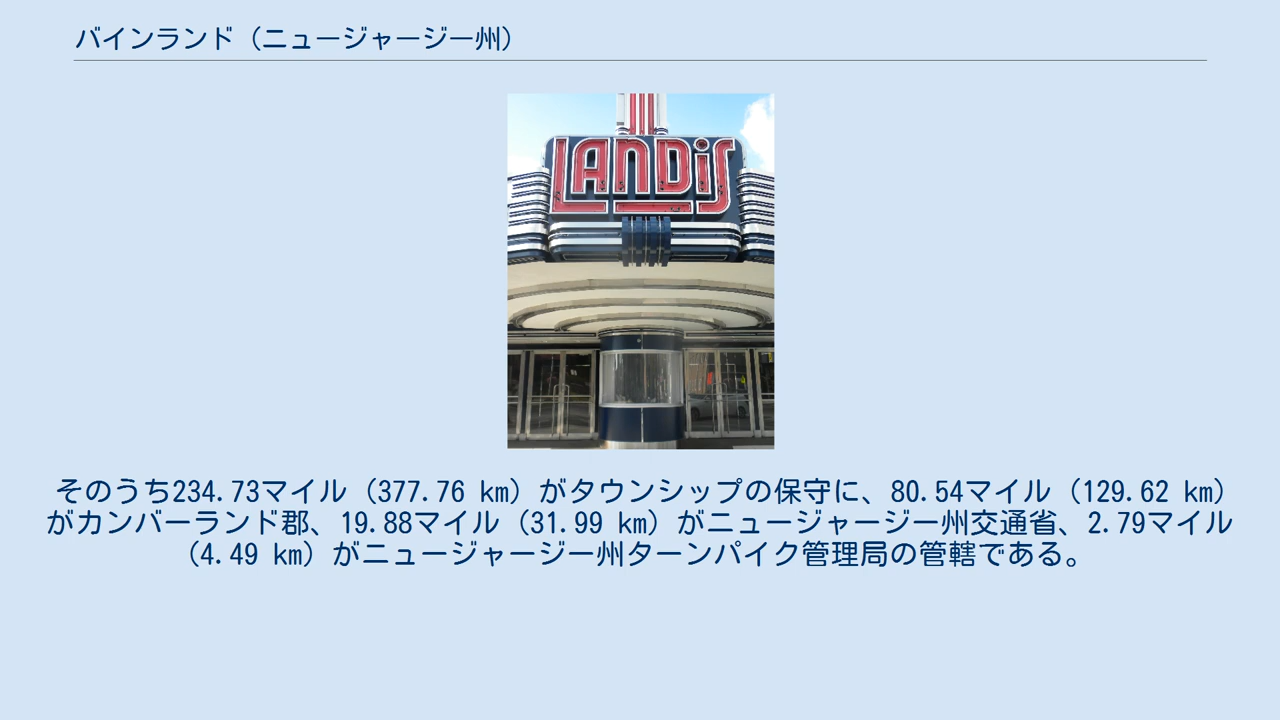 バインランド（ニュージャージー州）
LANDIS
そのうち234.73マイル（377.76 km）がタウンシップの保守に、80.54マイル（129.62 km）
がカンバーランド郡、19.88マイル（31.99 km）がニュージャージー州交通省、2.79マイル
（4.49 km）がニュージャージー州ターンパイク管理局の管轄である。